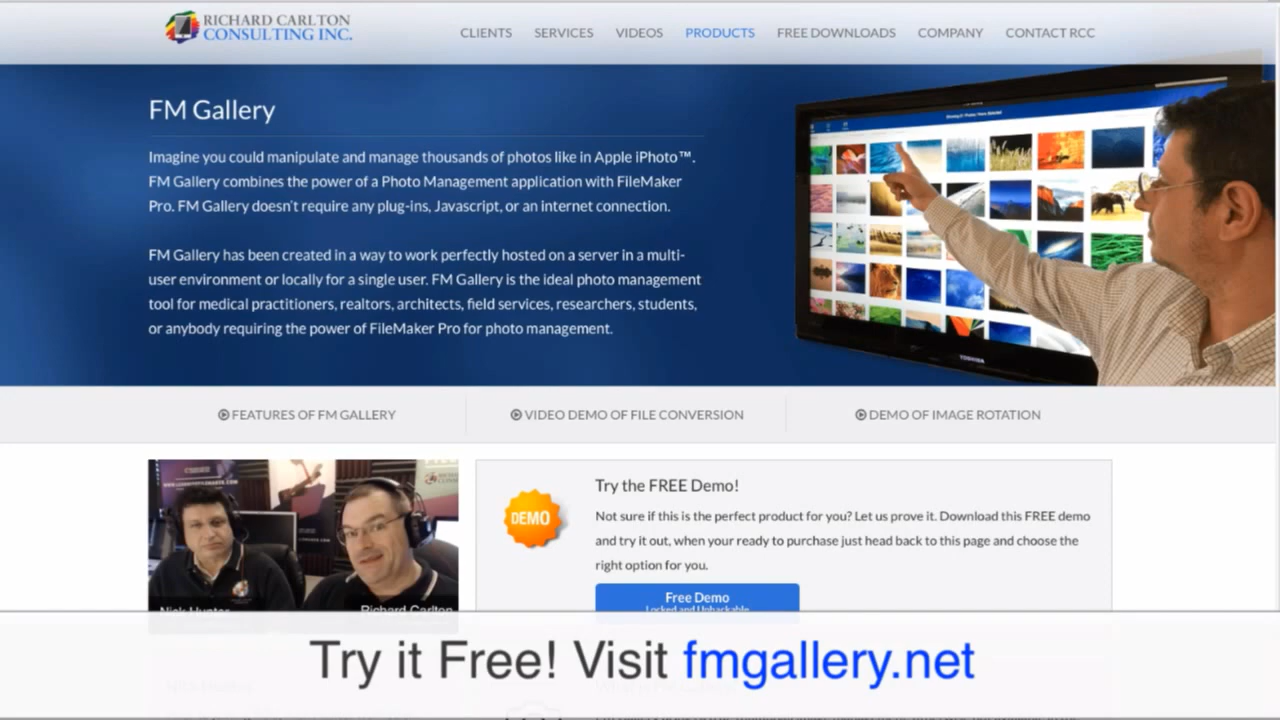 RICHARD CARLTON
CONSULTING INC.
CLIENTS SERVICES VIDEOS PRODUCTS FREE DOWNLOADS COMPANY CONTACT RCC
FM Gallery
Imagine you could manipulate and manage thousands of photos like in Apple iPhoto™.
FM Gallery combines the power of a Photo Management application with FileMaker
Pro. FM Gallery doesn't require any plug-ins, Javascript, or an internet connection.
FM Gallery has been created in a way to work perfectly hosted on a server in a multi-
user environment or locally for a single user. FM Gallery is the ideal photo management
tool for medical practitioners, realtors, architects, field services, researchers, students,
or anybody requiring the power of FileMaker Pro for photo management.
TOSHIBA
FEATURES OF FM GALLERY VIDEO DEMO OF FILE CONVERSION DEMO OF IMAGE ROTATION
DEMO
Try the FREE Demo!
Not sure if this is the perfect product for you? Let us prove it. Download this FREE demo
and try it out, when your ready to purchase just head back to this page and choose the
right option for you.
Free Demo
Locked and Unhackable
Nick Hunter Richard Carlton
Try it Free! Visit fmgallery.net